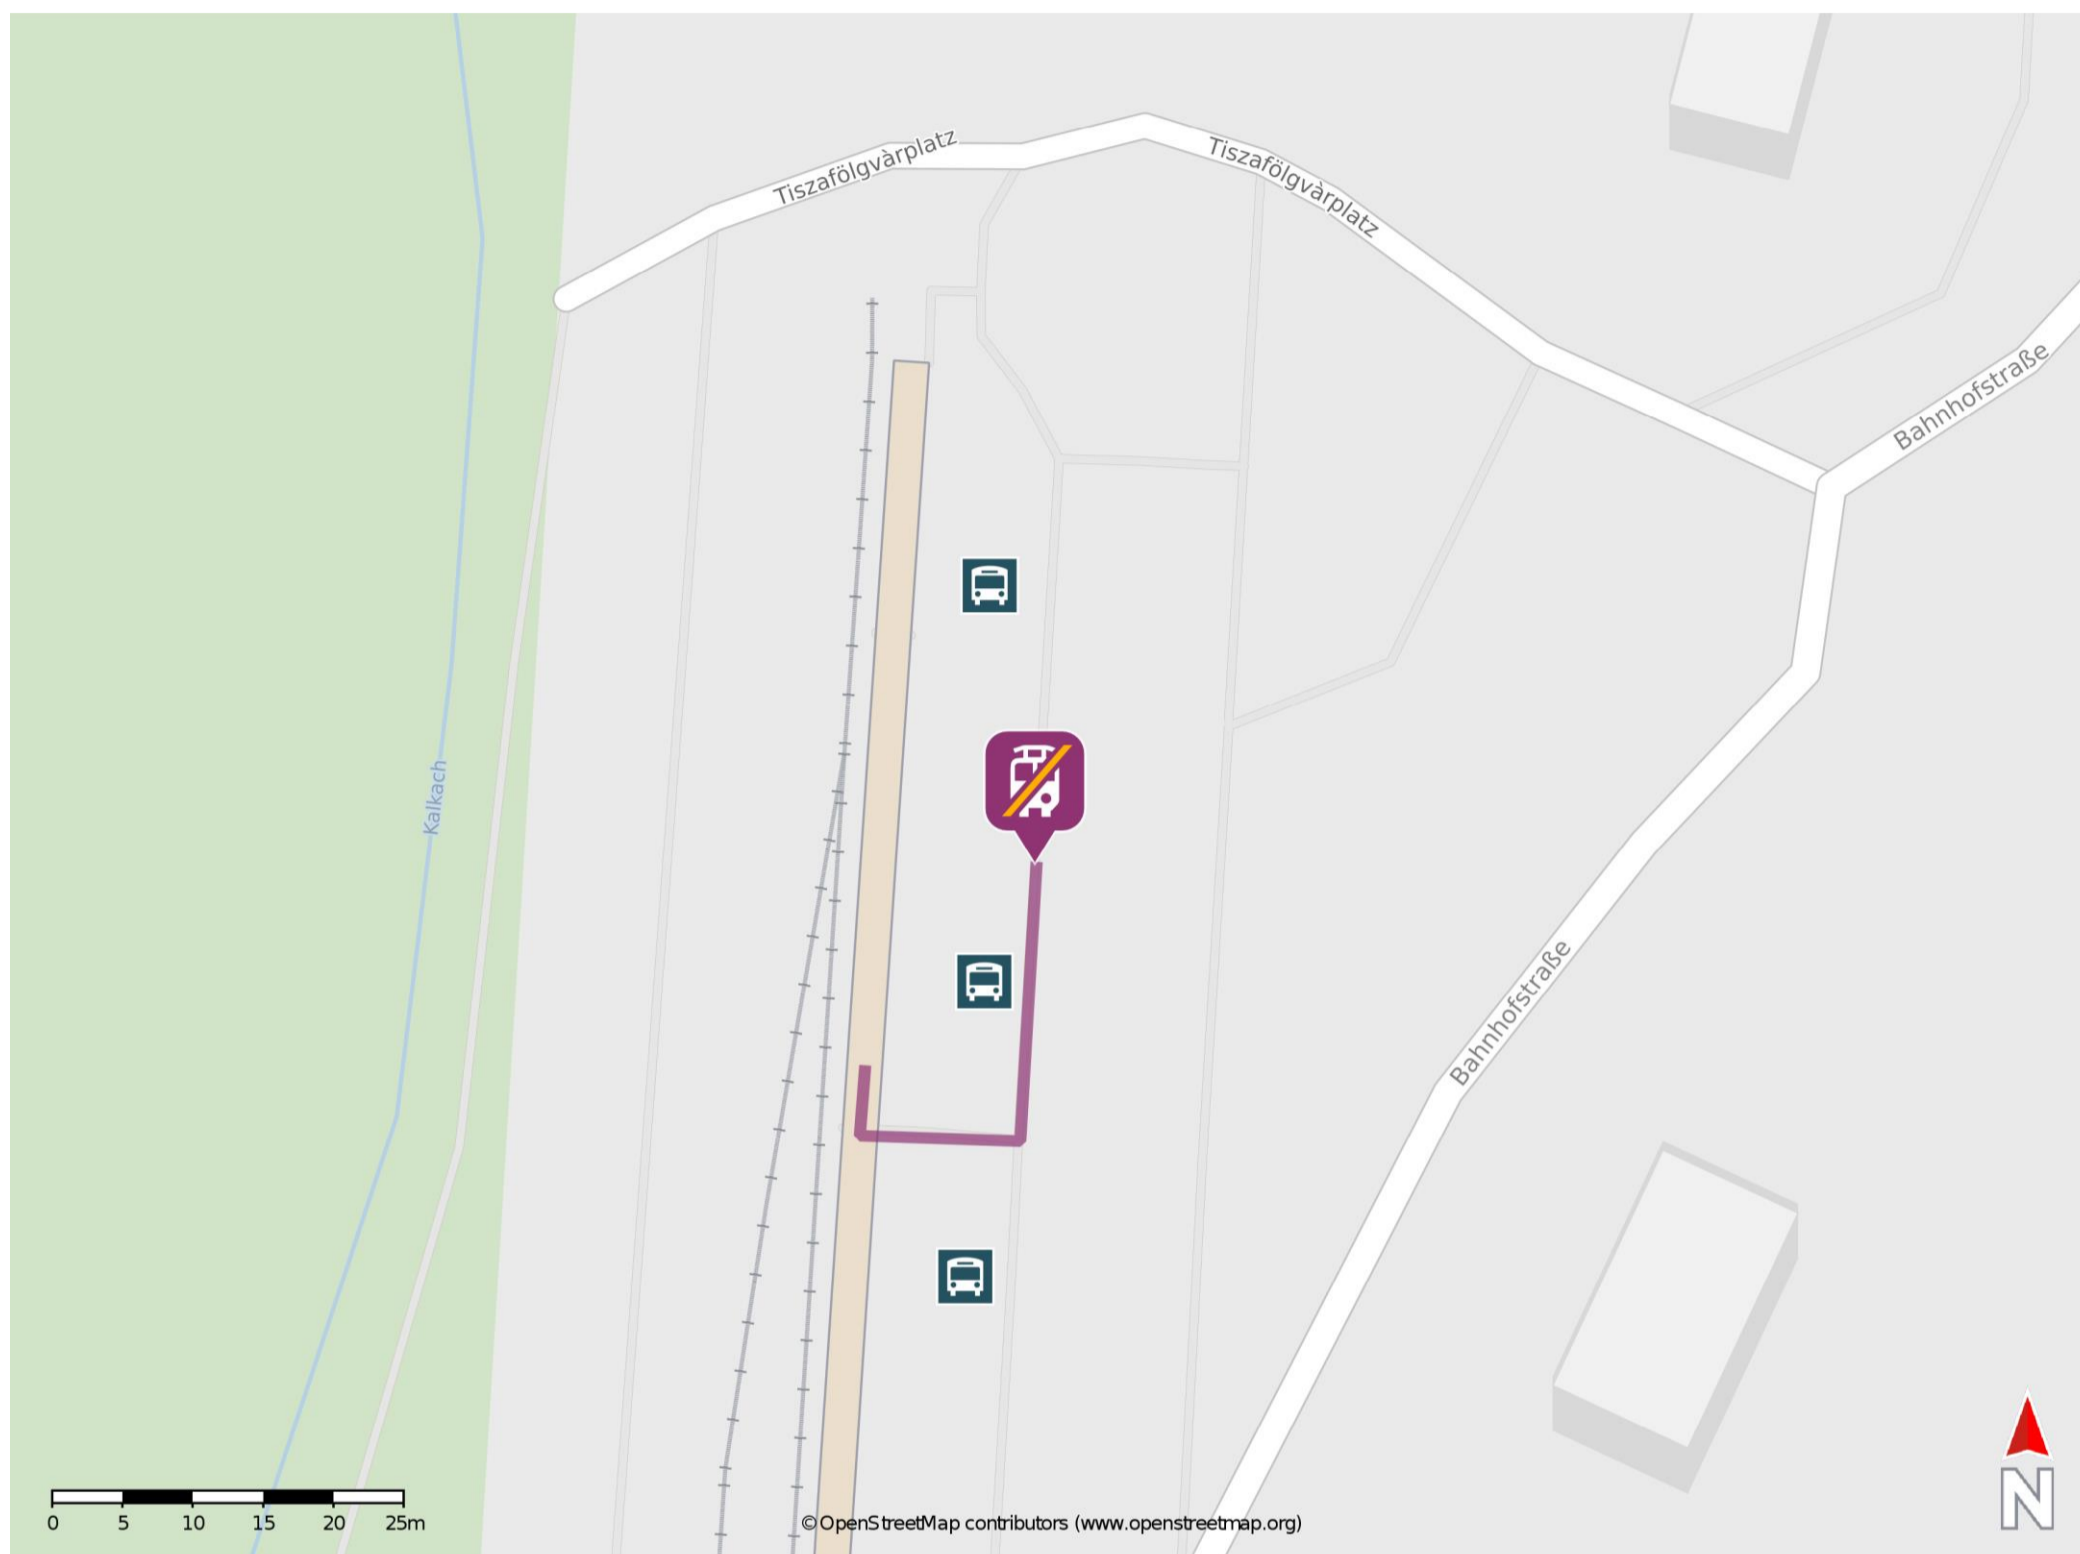 Tiszafölgvàrplatz
Tiszafölgvàrplatz
Bahnhofstraße
Kalkach
Bahnhofstraße
0 5 10 15 20 25m
© OpenStreetMap contributors (www.openstreetmap.org)
N